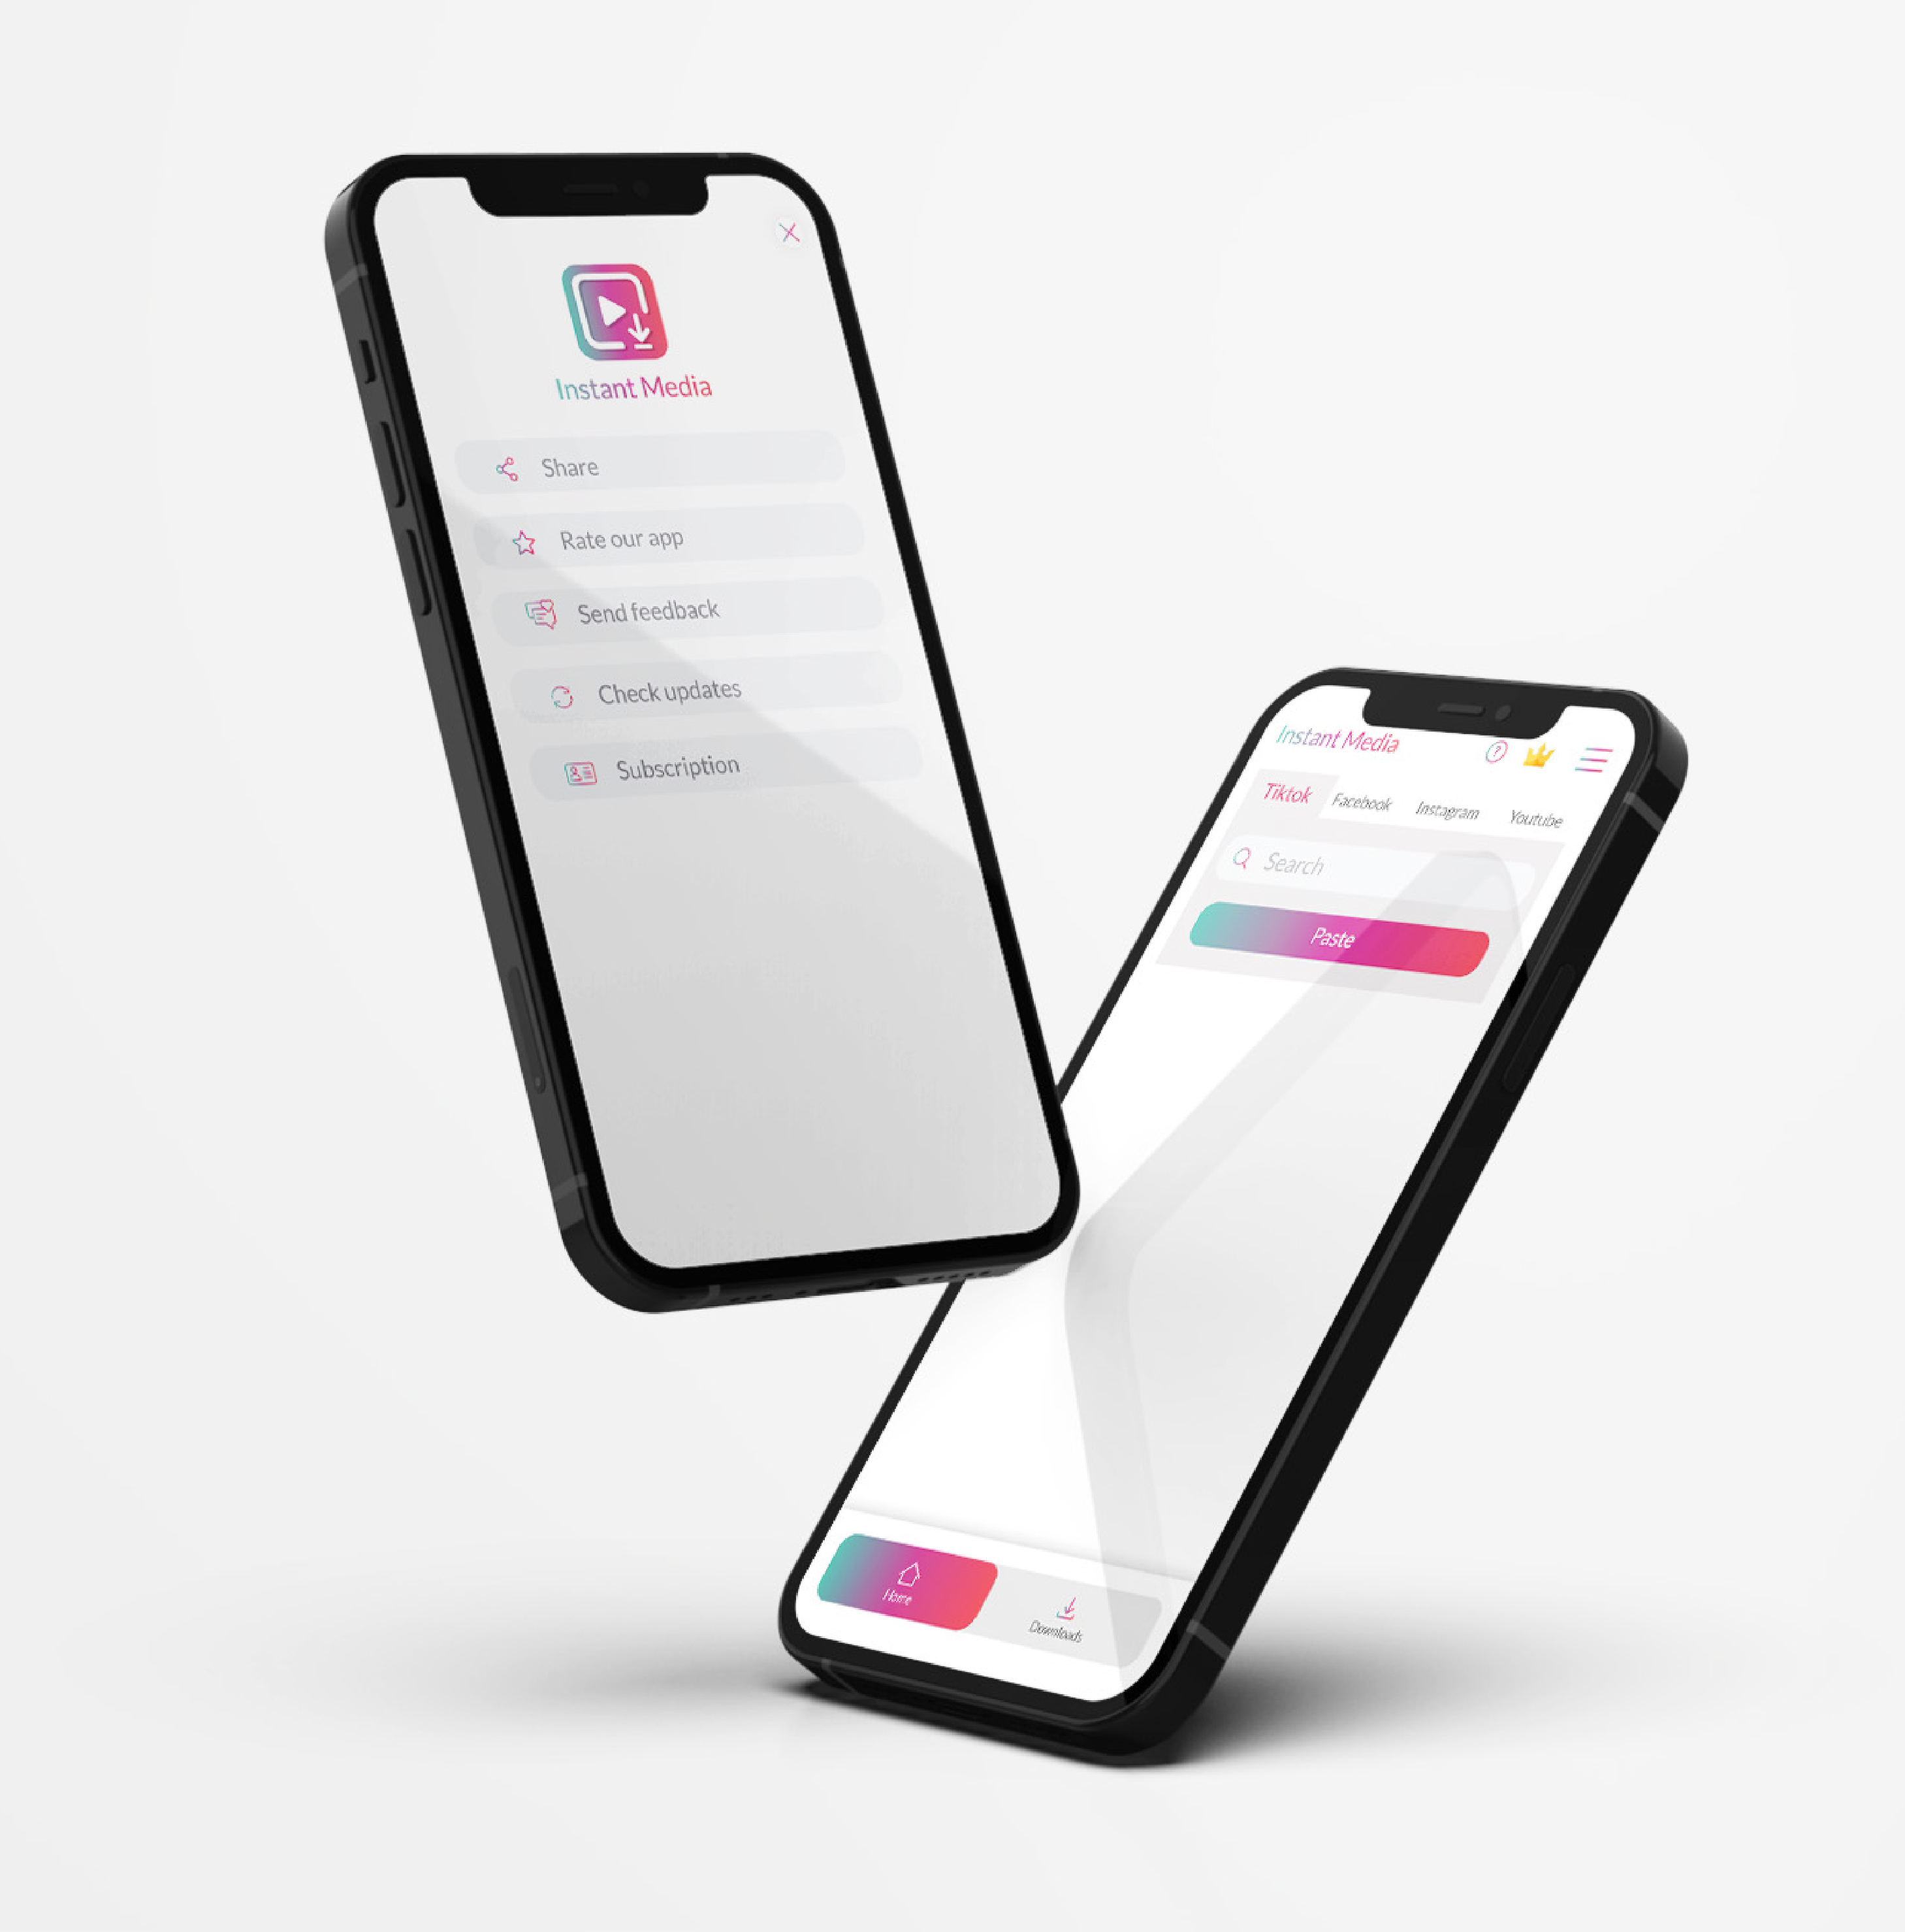 Instant Media
Share
Rate our app
Send feedback
Check updates
Subscription
Instant Media
?
Tiktok Facebook Instagram Youtube
Search
Paste
Home Downloads